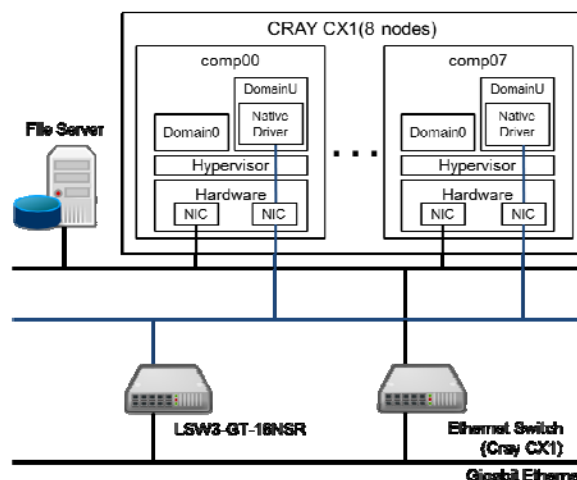 CRAY CX1(8 nodes)
comp00
comp07
DomainU
DomainU
Native
Driver
Native
Driver
File Server
Domain0
Domain0
Hypervisor
Hypervisor
Hardware
Hardware
NIC
NIC
NIC
NIC
LSW3-GT-16NSR
Ethernet Switch
(Cray CX1)